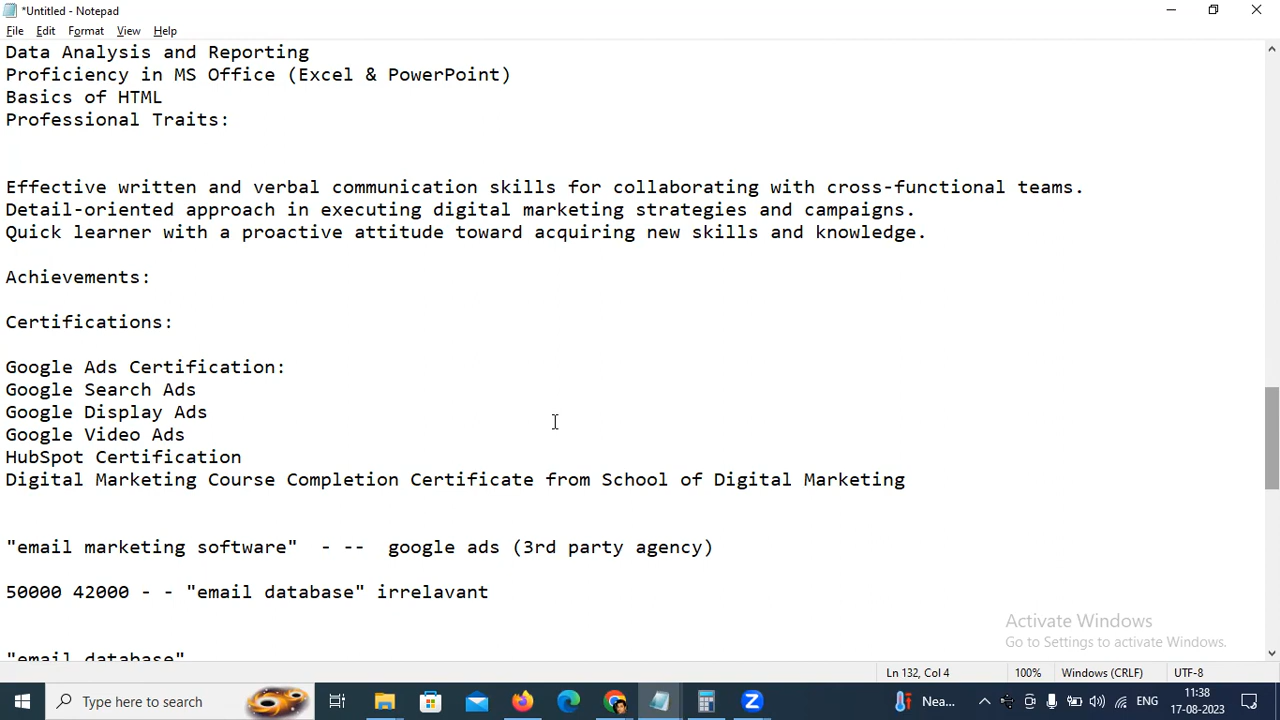 *Untitled - Notepad
File Edit Format View Help
Data Analysis and Reporting
Proficiency in MS Office (Excel & PowerPoint)
Basics of HTML
Professional Traits:
Effective written and verbal communication skills for collaborating with cross-functional teams.
Detail-oriented approach in executing digital marketing strategies and campaigns.
Quick learner with a proactive attitude toward acquiring new skills and knowledge.
Achievements:
Certifications:
Google Ads Certification:
Google Search Ads
Google Display Ads
Google Video Ads
HubSpot Certification
Digital Marketing Course Completion Certificate from School of Digital Marketing
"email marketing software"  - --  google ads (3rd party agency)
50000 42000 - - "email database" irrelavant
Activate Windows
Go to Settings to activate Windows.
"email database"
Ln 132, Col 4 100% Windows (CRLF) UTF-8
Type here to search Nea... ENG 11:38
17-08-2023